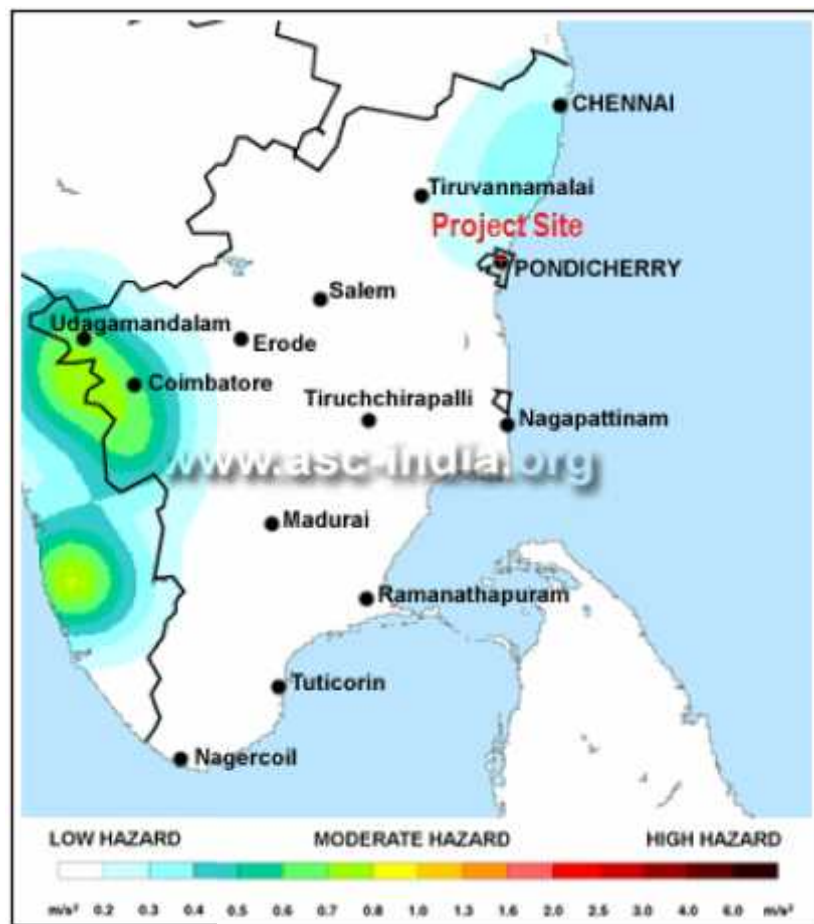 CHENNAI
Tiruvannamalai
Project Site
PONDICHERRY
Salem
Udagamandalam
Erode
Coimbatore
Tiruchchirapalli
Nagapattinam
www.asc-india.org
Madurai
Ramanathapuram
Tuticorin
Nagercoil
LOW HAZARD MODERATE HAZARD HIGH HAZARD
m/s² 0.2 0.3 0.4 0.5 0.6 0.7 0.8 1.0 1.3 1.6 2.0 2.5 3.0 4.0 6.0 m/s²